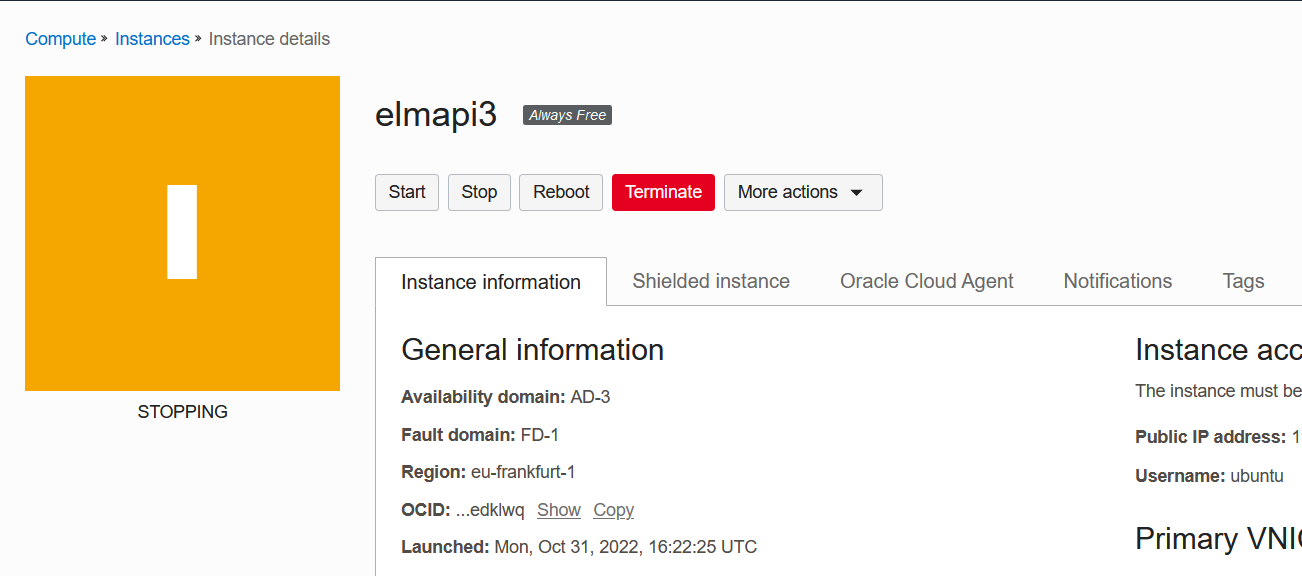 Compute » Instances » Instance details
elmapi3 Always Free
Start Stop Reboot Terminate More actions
Instance information Shielded instance Oracle Cloud Agent Notifications Tags
STOPPING
General information
Availability domain: AD-3
Fault domain: FD-1
Region: eu-frankfurt-1
OCID: ...edklwq Show Copy
Launched: Mon, Oct 31, 2022, 16:22:25 UTC
Instance acc
The instance must be
Public IP address: 1
Username: ubuntu
Primary VNIC